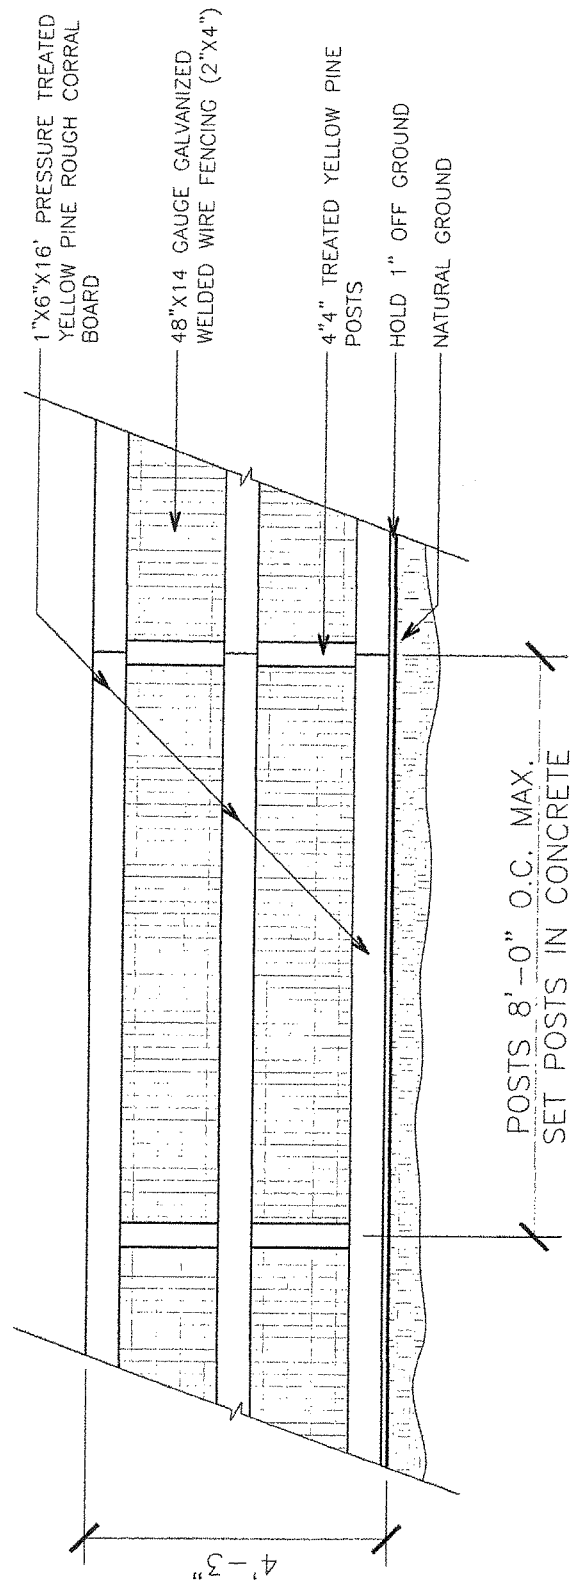 1"X6"X16' PRESSURE TREATED
YELLOW PINE ROUGH CORRAL
BOARD
48"X14 GAUGE GALVANIZED
WELDED WIRE FENCING (2"X4")
4"4" TREATED YELLOW PINE
POSTS
HOLD 1" OFF GROUND
NATURAL GROUND
POSTS 8'-0" O.C. MAX.
SET POSTS IN CONCRETE
4'-3"